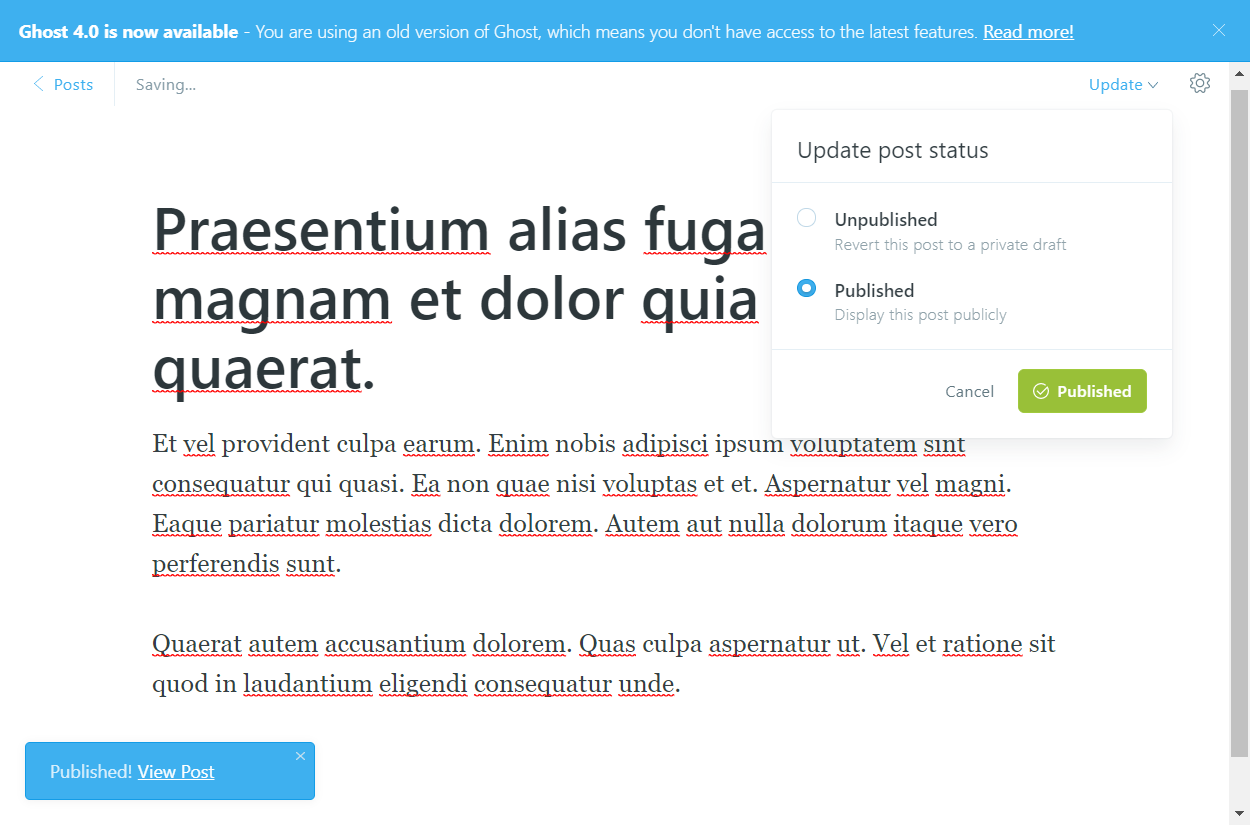 Ghost 4.0 is now available - You are using an old version of Ghost, which means you don't have access to the latest features. Read more!
Posts
Saving...
Update
Update post status
Unpublished
Revert this post to a private draft
Published
Display this post publicly
Cancel
Published
Praesentium alias fuga
magnam et dolor quia
quaerat.
Et vel provident culpa earum. Enim nobis adipisci ipsum voluptatem sint
consequatur qui quasi. Ea non quae nisi voluptas et et. Aspernatur vel magni.
Eaque pariatur molestias dicta dolorem. Autem aut nulla dolorum itaque vero
perferendis sunt.
Quaerat autem accusantium dolorem. Quas culpa aspernatur ut. Vel et ratione sit
quod in laudantium eligendi consequatur unde.
Published! View Post